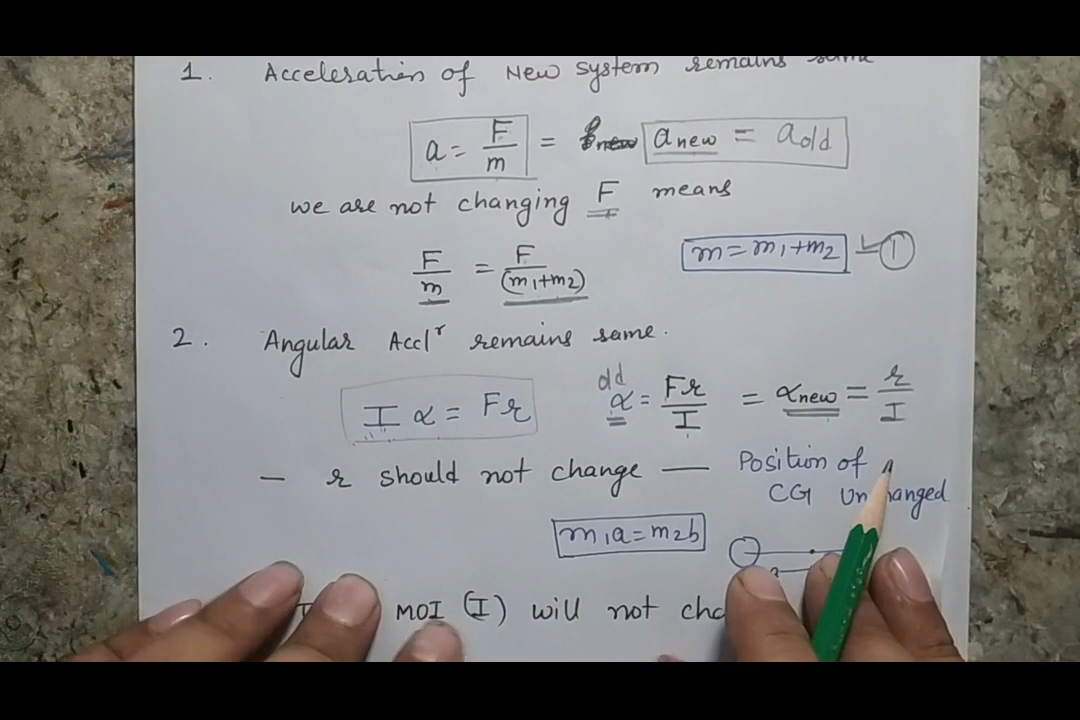 1. Acceleration of New system remains same
a = F/m = anew = aold
we are not changing F means
F/m = F/(m1+m2) m = m1+m2 — 1
2. Angular Acclr remains same.
Iα = Fr old α = Fr/I = αnew = r/I
— r should not change — Position of
CG Unchanged
m1a = m2b
MOI (I) will not